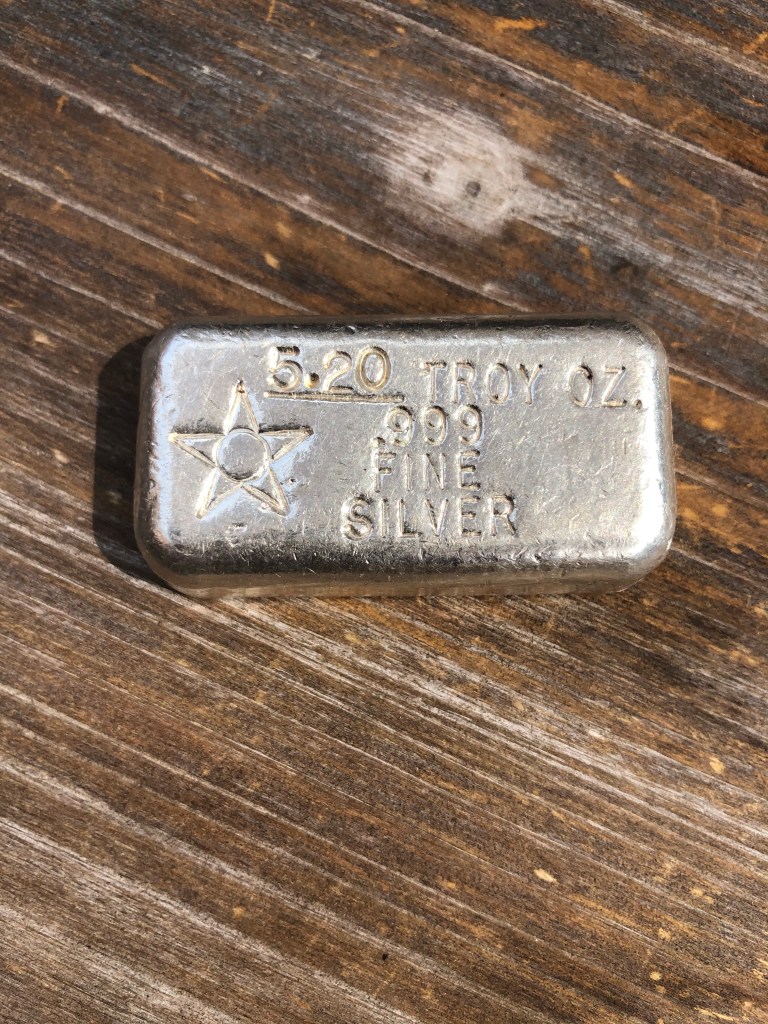 5.20 TROY OZ.
.999
FINE
SILVER